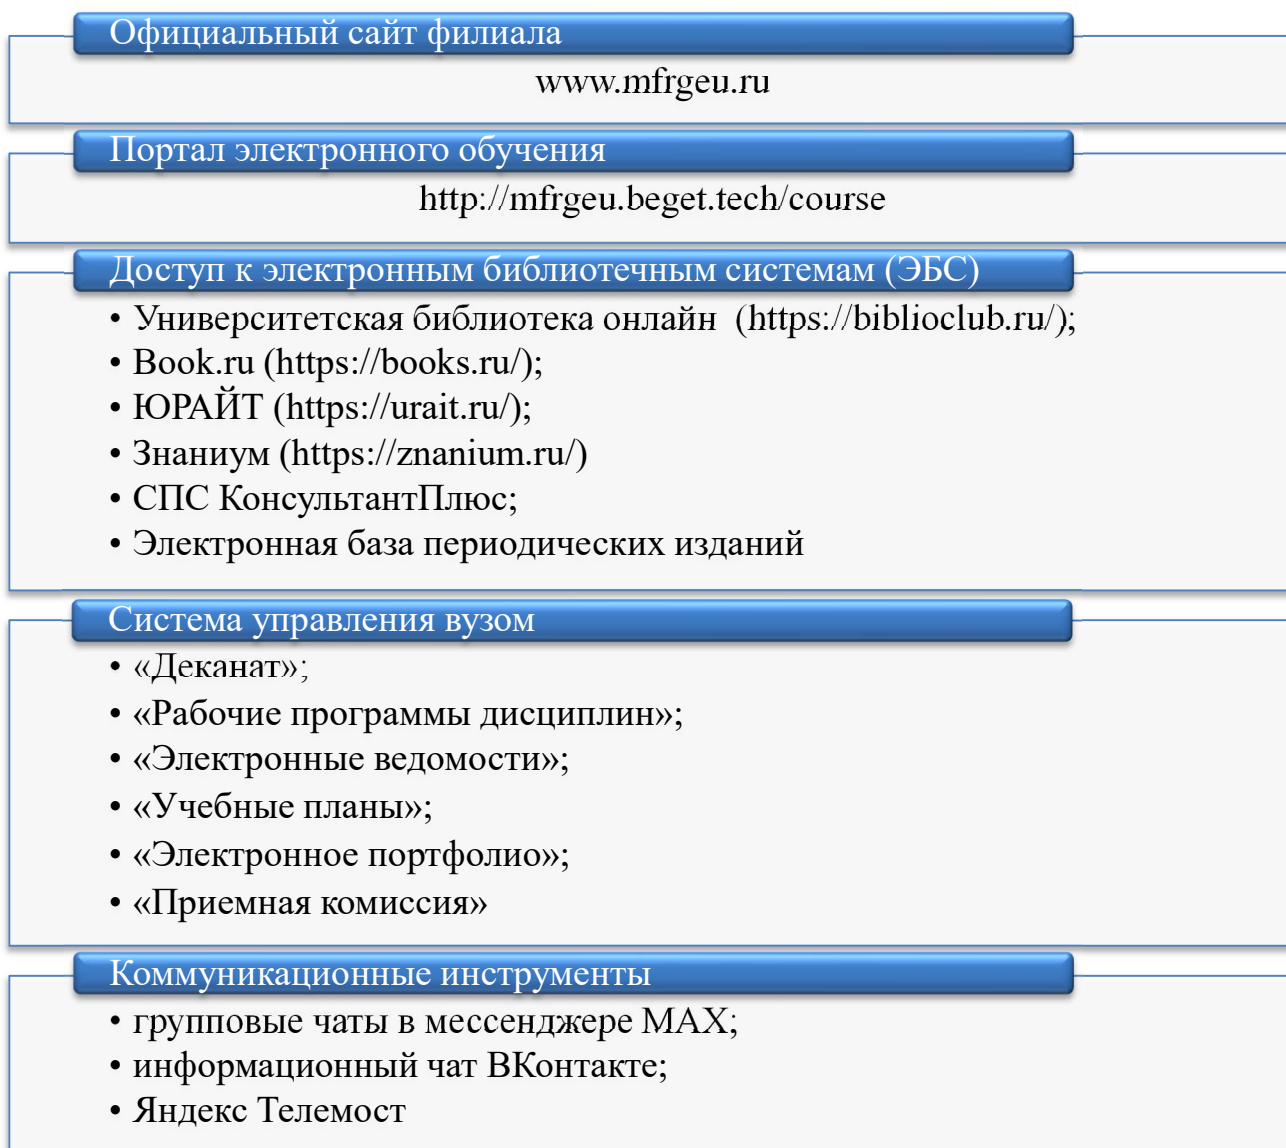 Официальный сайт филиала
www.mfrgeu.ru
Портал электронного обучения
http://mfrgeu.beget.tech/course
Доступ к электронным библиотечным системам (ЭБС)
• Университетская библиотека онлайн (https://biblioclub.ru/);
• Book.ru (https://books.ru/);
• ЮРАЙТ (https://urait.ru/);
• Знаниум (https://znanium.ru/)
• СПС КонсультантПлюс;
• Электронная база периодических изданий
Система управления вузом
• «Деканат»;
• «Рабочие программы дисциплин»;
• «Электронные ведомости»;
• «Учебные планы»;
• «Электронное портфолио»;
• «Приемная комиссия»
Коммуникационные инструменты
• групповые чаты в мессенджере МАХ;
• информационный чат ВКонтакте;
• Яндекс Телемост